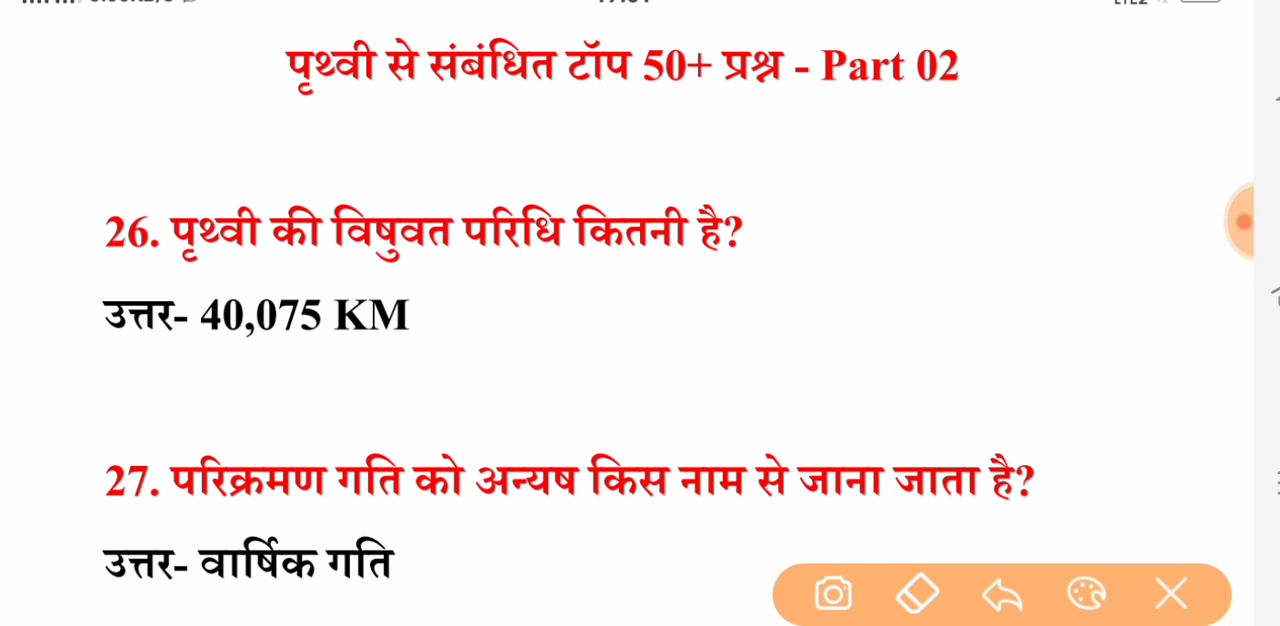 पृथ्वी से संबंधित टॉप 50+ प्रश्न - Part 02
26. पृथ्वी की विषुवत परिधि कितनी है?
उत्तर- 40,075 KM
27. परिक्रमण गति को अन्यष किस नाम से जाना जाता है?
उत्तर- वार्षिक गति